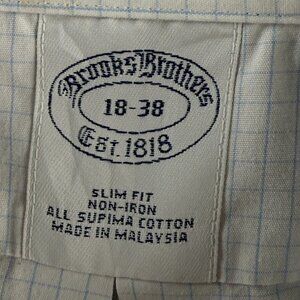 Brooks Brothers
18-38
Est. 1818
SLIM FIT
NON-IRON
ALL SUPIMA COTTON
MADE IN MALAYSIA